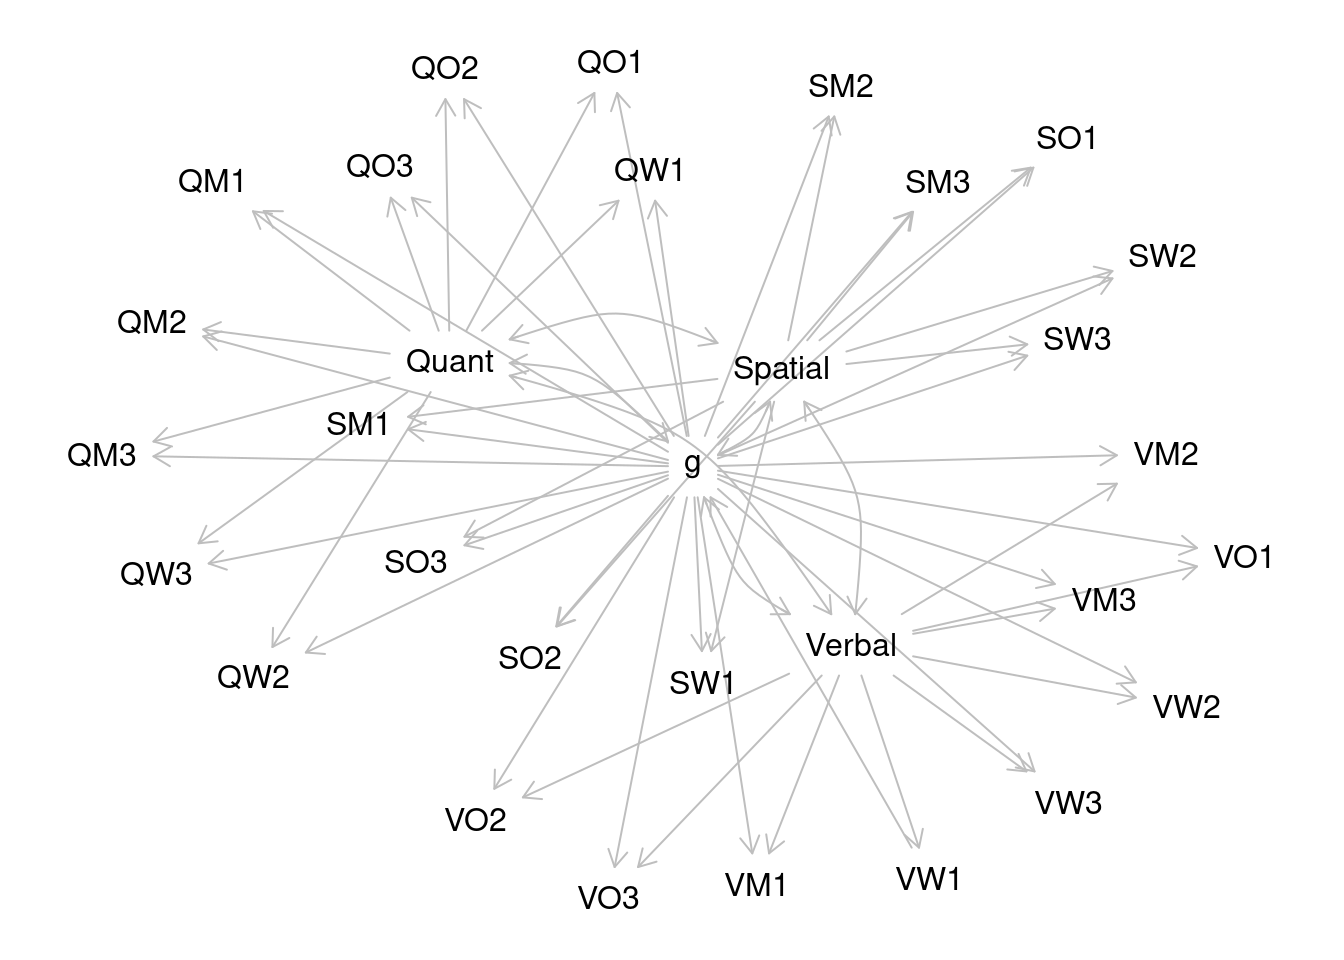 QO1
QO2
SM2
SO1
QO3
QW1
QM1
SM3
SW2
QM2
SW3
Quant
Spatial
SM1
QM3
g
VM2
VO1
SO3
QW3
VM3
Verbal
SO2
QW2
SW1
VW2
VW3
VO2
VW1
VM1
VO3